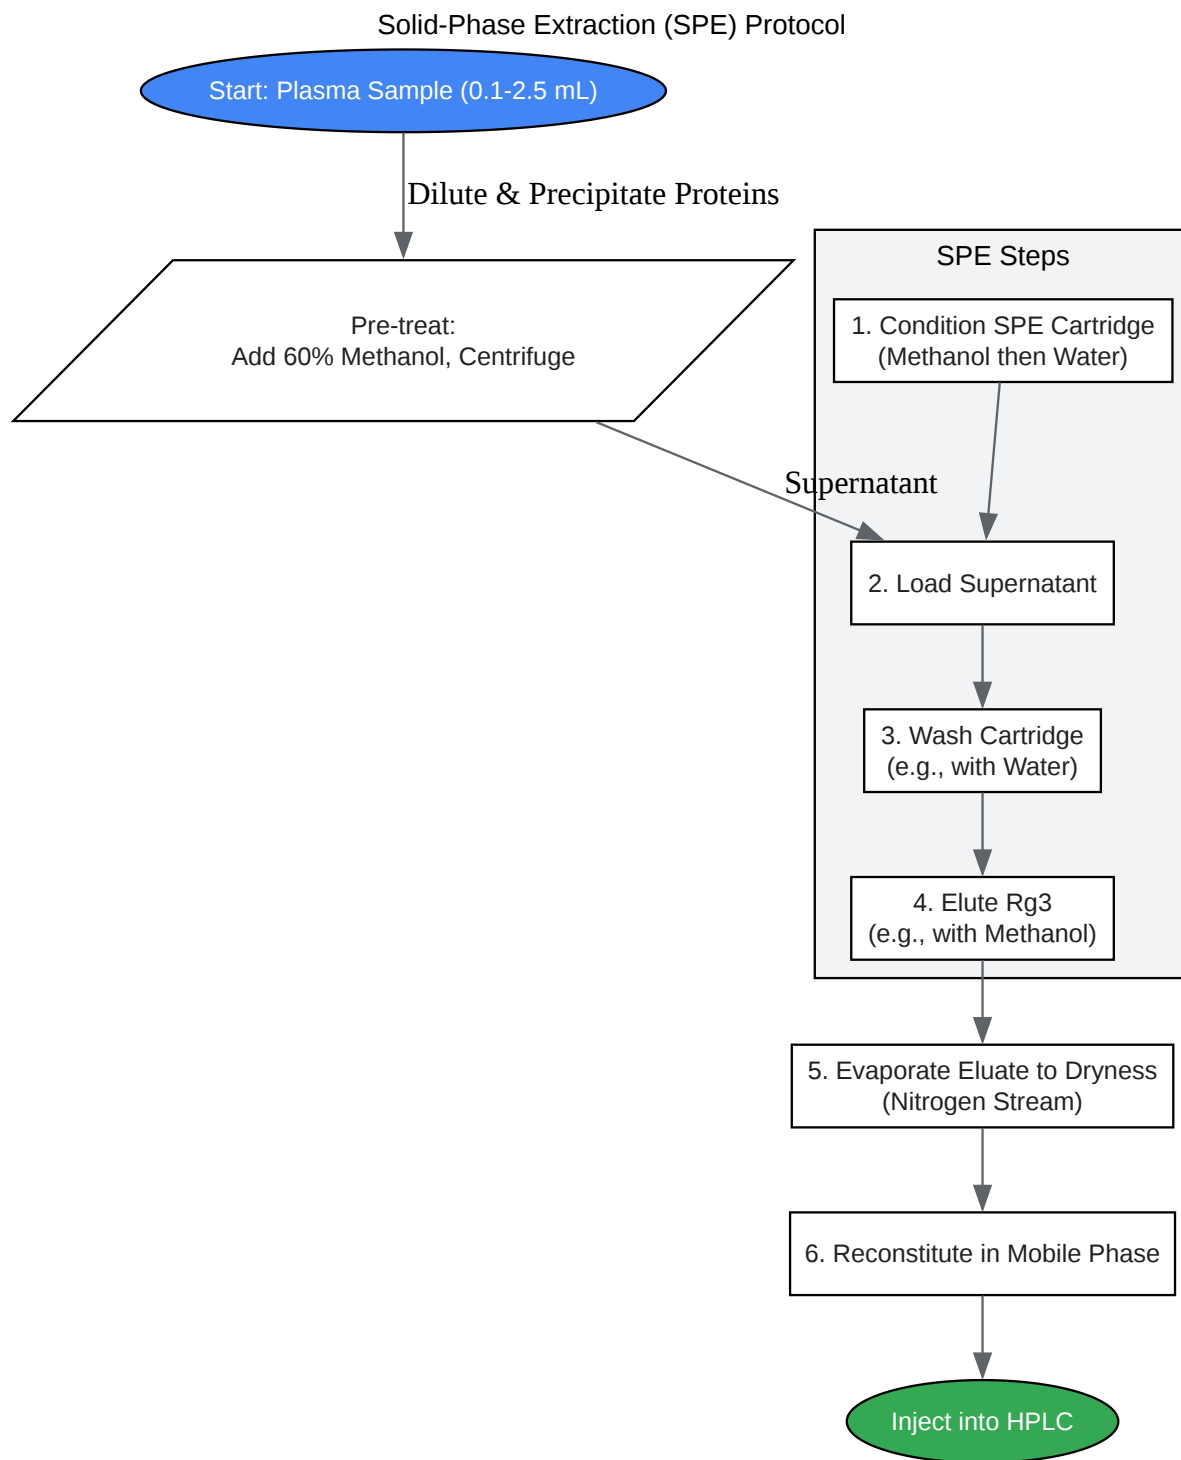 Solid-Phase Extraction (SPE) Protocol
Start: Plasma Sample (0.1-2.5 mL)
Dilute & Precipitate Proteins
Pre-treat:
Add 60% Methanol, Centrifuge
SPE Steps
1. Condition SPE Cartridge
(Methanol then Water)
Supernatant
2. Load Supernatant
3. Wash Cartridge
(e.g., with Water)
4. Elute Rg3
(e.g., with Methanol)
5. Evaporate Eluate to Dryness
(Nitrogen Stream)
6. Reconstitute in Mobile Phase
Inject into HPLC